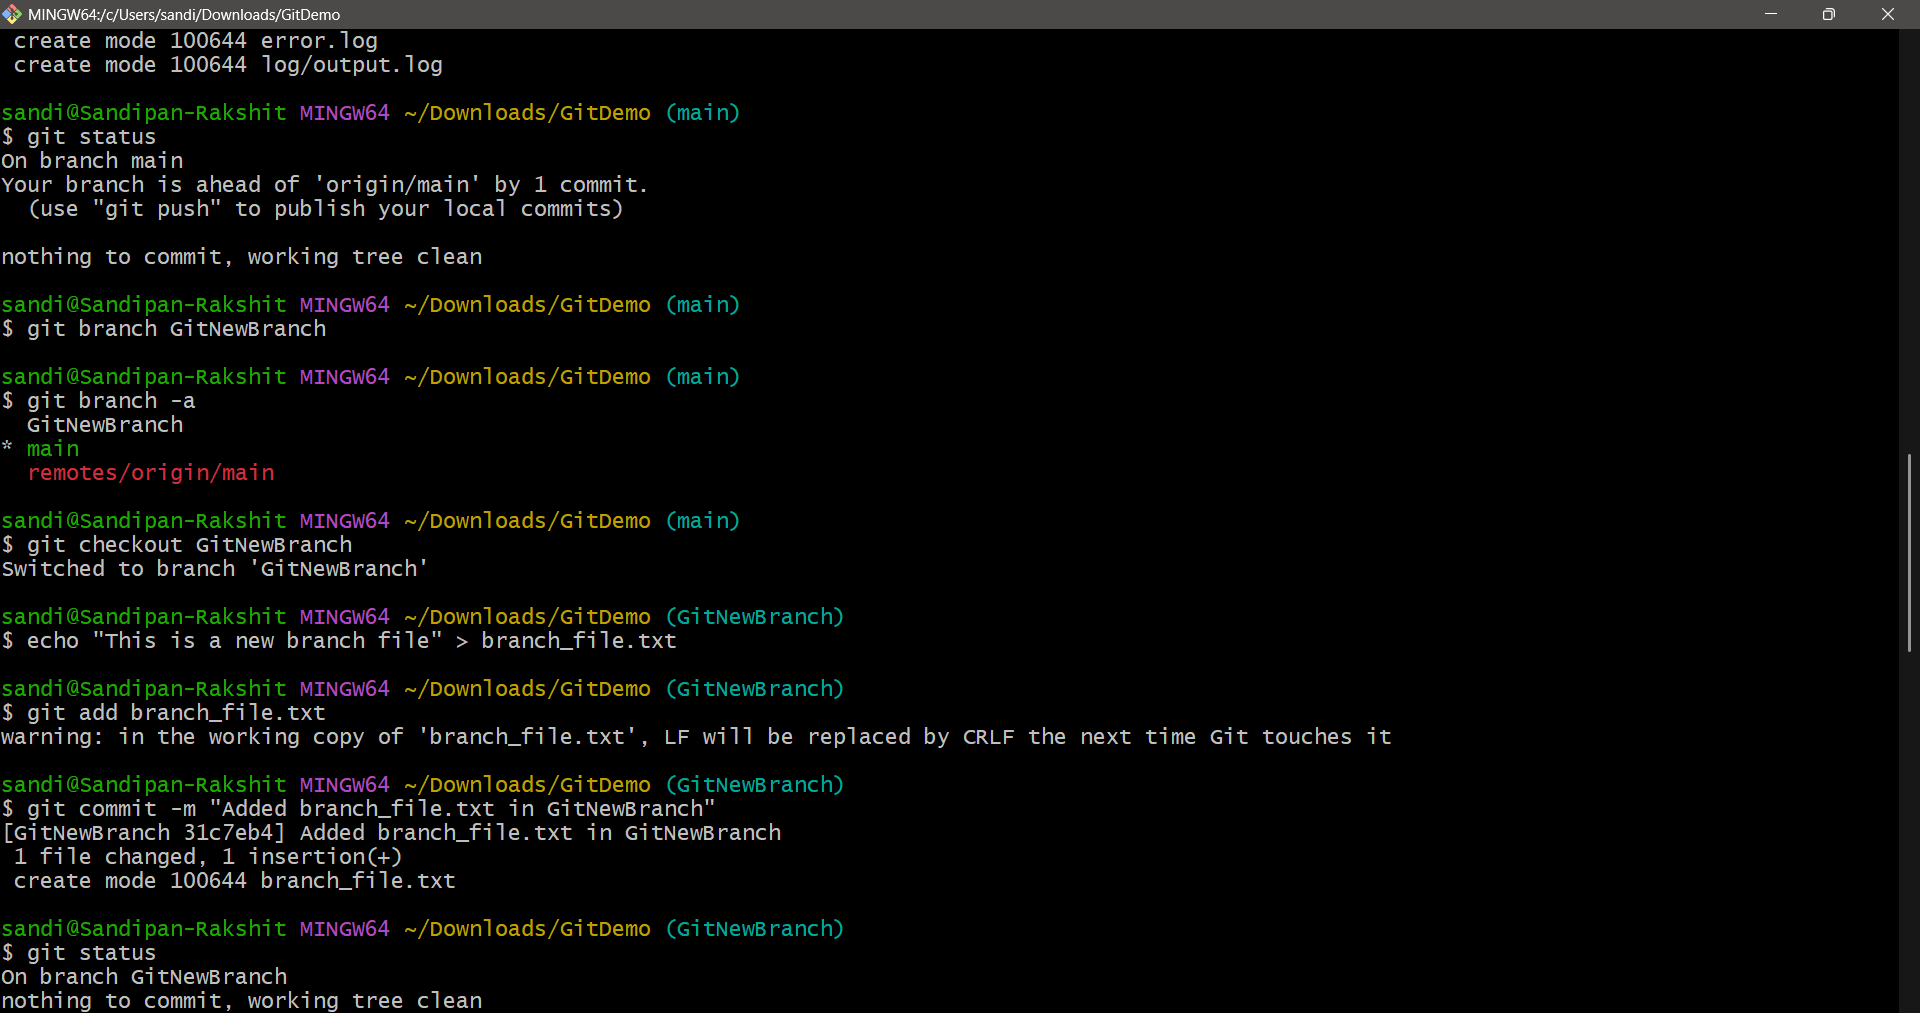 MINGW64:/c/Users/sandi/Downloads/GitDemo
create mode 100644 error.log
create mode 100644 log/output.log
sandi@Sandipan-Rakshit MINGW64 ~/Downloads/GitDemo (main)
$ git status
On branch main
Your branch is ahead of 'origin/main' by 1 commit.
(use "git push" to publish your local commits)
nothing to commit, working tree clean
sandi@Sandipan-Rakshit MINGW64 ~/Downloads/GitDemo (main)
$ git branch GitNewBranch
sandi@Sandipan-Rakshit MINGW64 ~/Downloads/GitDemo (main)
$ git branch -a
GitNewBranch
* main
remotes/origin/main
sandi@Sandipan-Rakshit MINGW64 ~/Downloads/GitDemo (main)
$ git checkout GitNewBranch
Switched to branch 'GitNewBranch'
sandi@Sandipan-Rakshit MINGW64 ~/Downloads/GitDemo (GitNewBranch)
$ echo "This is a new branch file" > branch_file.txt
sandi@Sandipan-Rakshit MINGW64 ~/Downloads/GitDemo (GitNewBranch)
$ git add branch_file.txt
warning: in the working copy of 'branch_file.txt', LF will be replaced by CRLF the next time Git touches it
sandi@Sandipan-Rakshit MINGW64 ~/Downloads/GitDemo (GitNewBranch)
$ git commit -m "Added branch_file.txt in GitNewBranch"
[GitNewBranch 31c7eb4] Added branch_file.txt in GitNewBranch
1 file changed, 1 insertion(+)
create mode 100644 branch_file.txt
sandi@Sandipan-Rakshit MINGW64 ~/Downloads/GitDemo (GitNewBranch)
$ git status
On branch GitNewBranch
nothing to commit, working tree clean